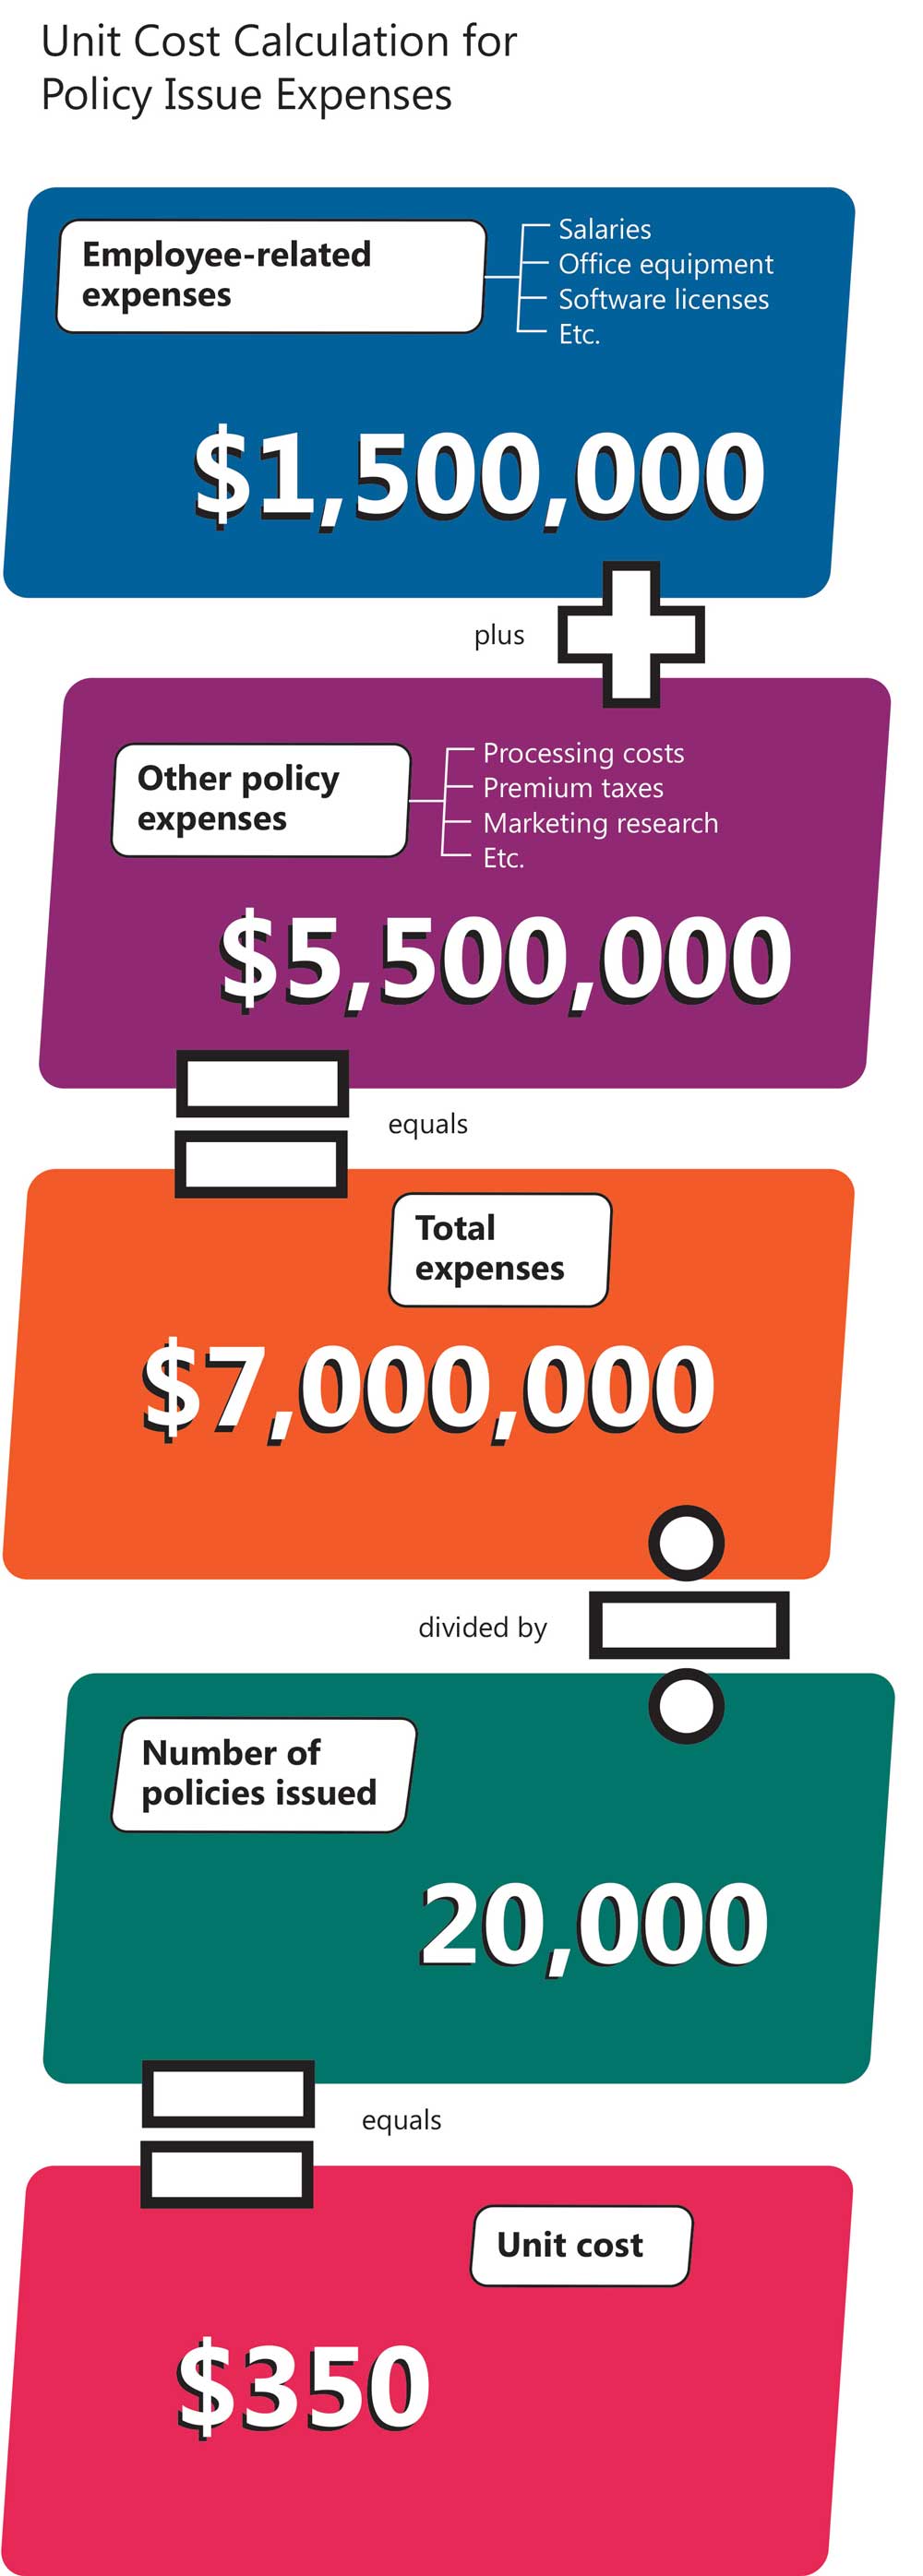 Unit Cost Calculation for
Policy Issue Expenses
Employee-related
expenses
Salaries
Office equipment
Software licenses
Etc.
$1,500,000
plus
Other policy
expenses
Processing costs
Premium taxes
Marketing research
Etc.
$5,500,000
equals
Total
expenses
$7,000,000
divided by
Number of
policies issued
20,000
equals
Unit cost
$350